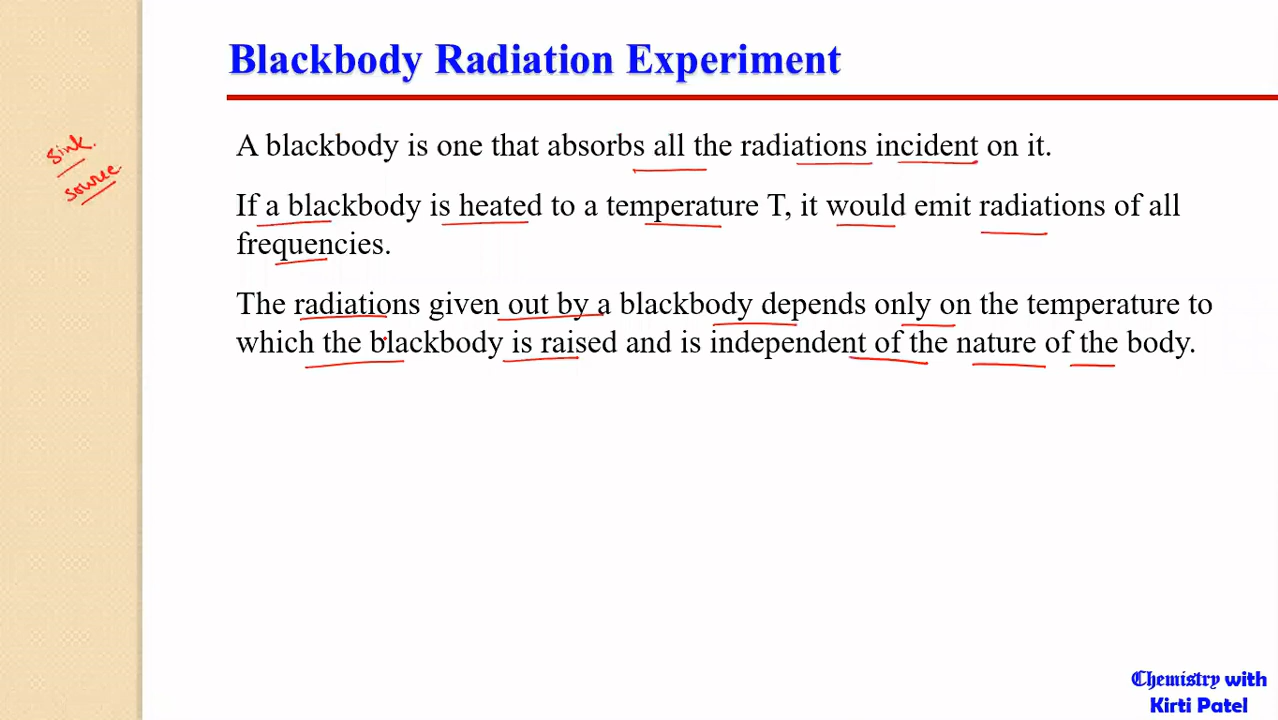 Blackbody Radiation Experiment
sink.
source
A blackbody is one that absorbs all the radiations incident on it.
If a blackbody is heated to a temperature T, it would emit radiations of all
frequencies.
The radiations given out by a blackbody depends only on the temperature to
which the blackbody is raised and is independent of the nature of the body.
Chemistry with
Kirti Patel